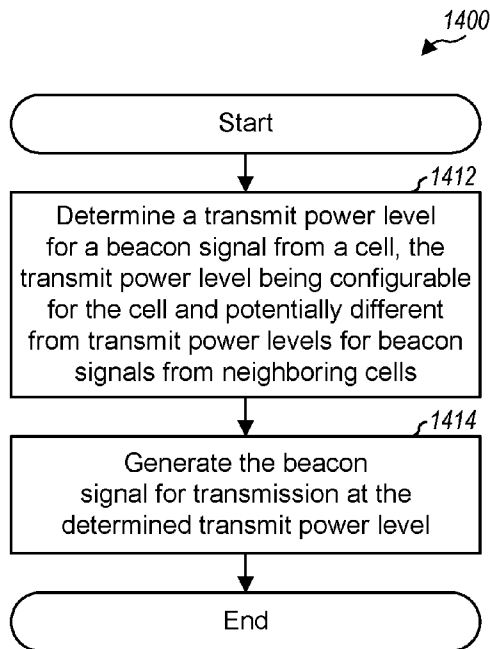 1400
Start
1412
Determine a transmit power level
for a beacon signal from a cell, the
transmit power level being configurable
for the cell and potentially different
from transmit power levels for beacon
signals from neighboring cells
1414
Generate the beacon
signal for transmission at the
determined transmit power level
End